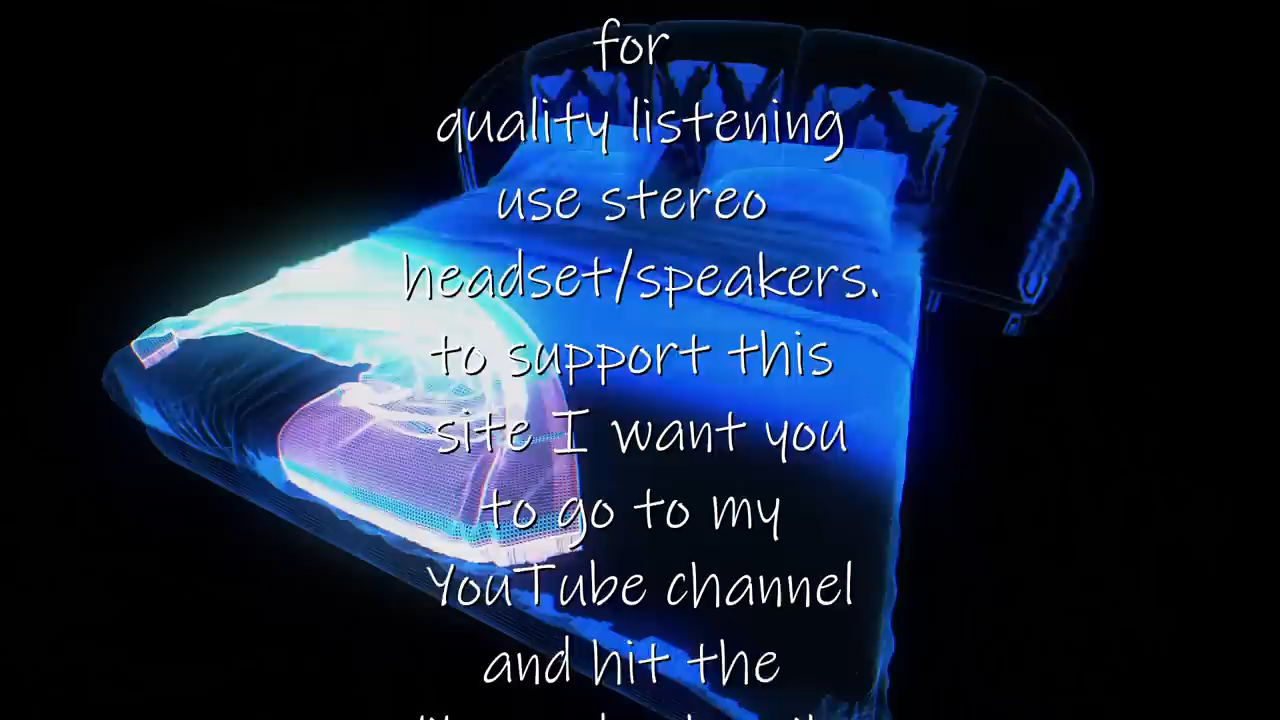 for
quality listening
use stereo
headset/speakers.
to support this
site I want you
to go to my
YouTube channel
and hit the